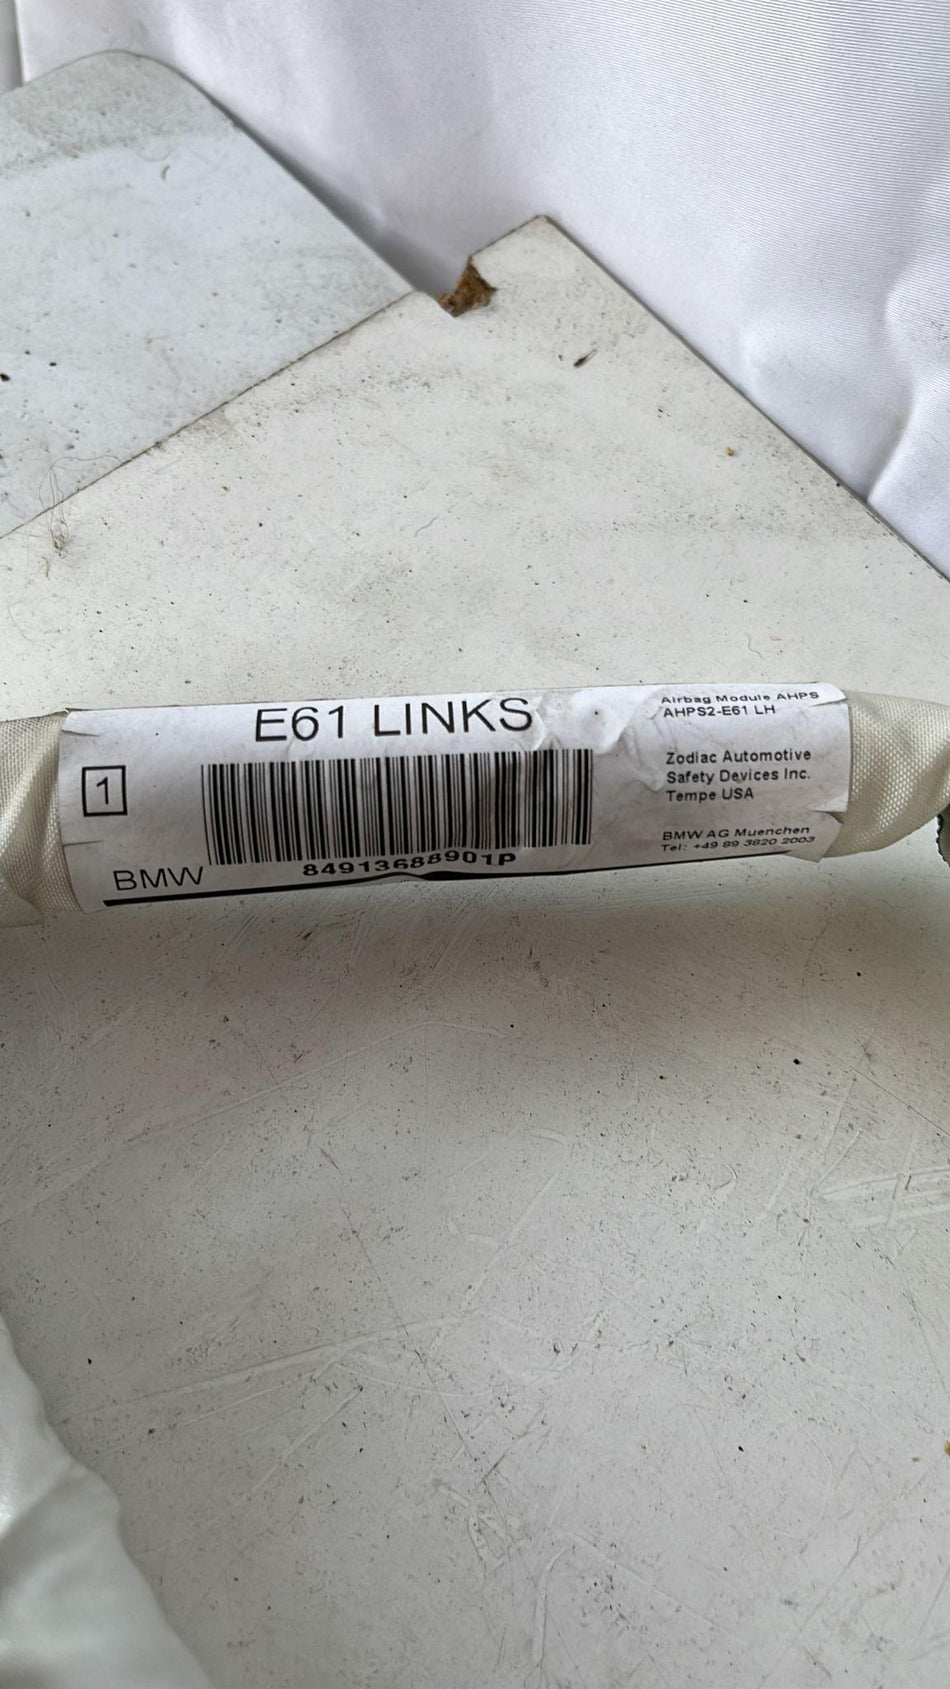 E61 LINKS
1
84913688901P
BMW
Airbag Module AHPS
AHPS2-E61 LH
Zodiac Automotive
Safety Devices Inc.
Tempe USA
BMW AG Muenchen
Tel: +49 89 3820 2003